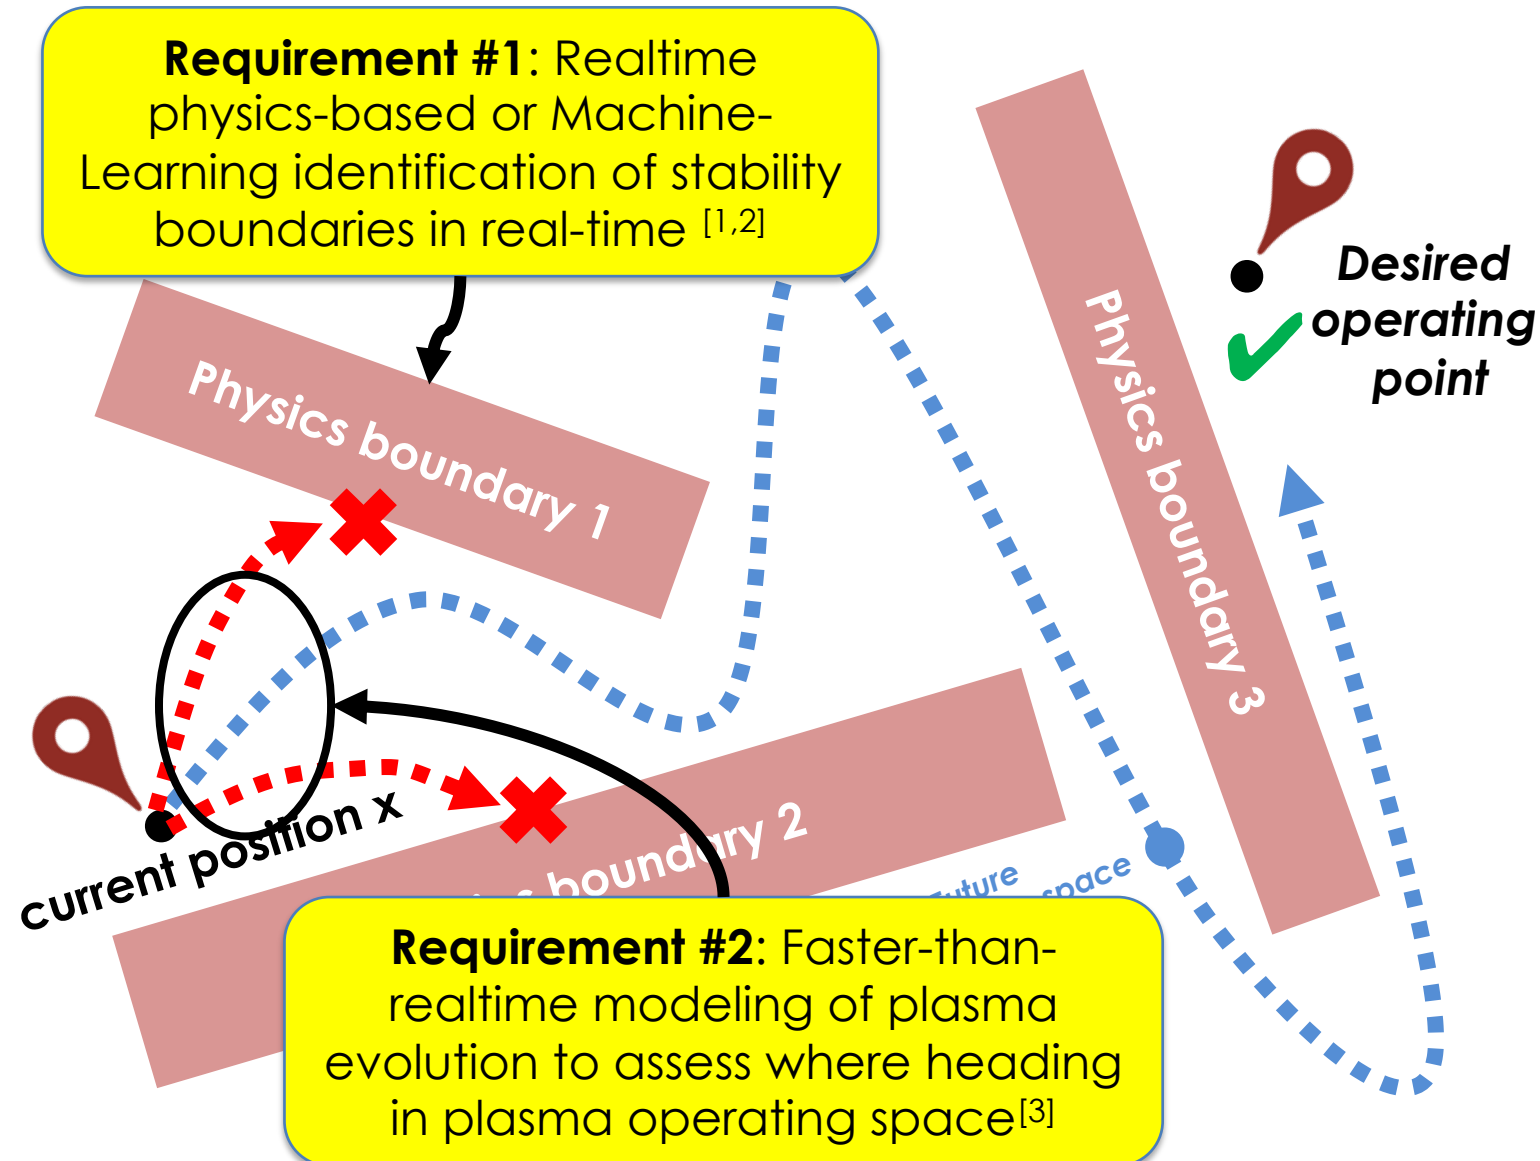 Requirement #1: Realtime
physics-based or Machine-
Learning identification of stability
boundaries in real-time [1,2]
Desired
operating
point
Physics boundary 1
Physics boundary 3
current position x
boundary 2
space
Requirement #2: Faster-than-
realtime modeling of plasma
evolution to assess where heading
in plasma operating space[3]